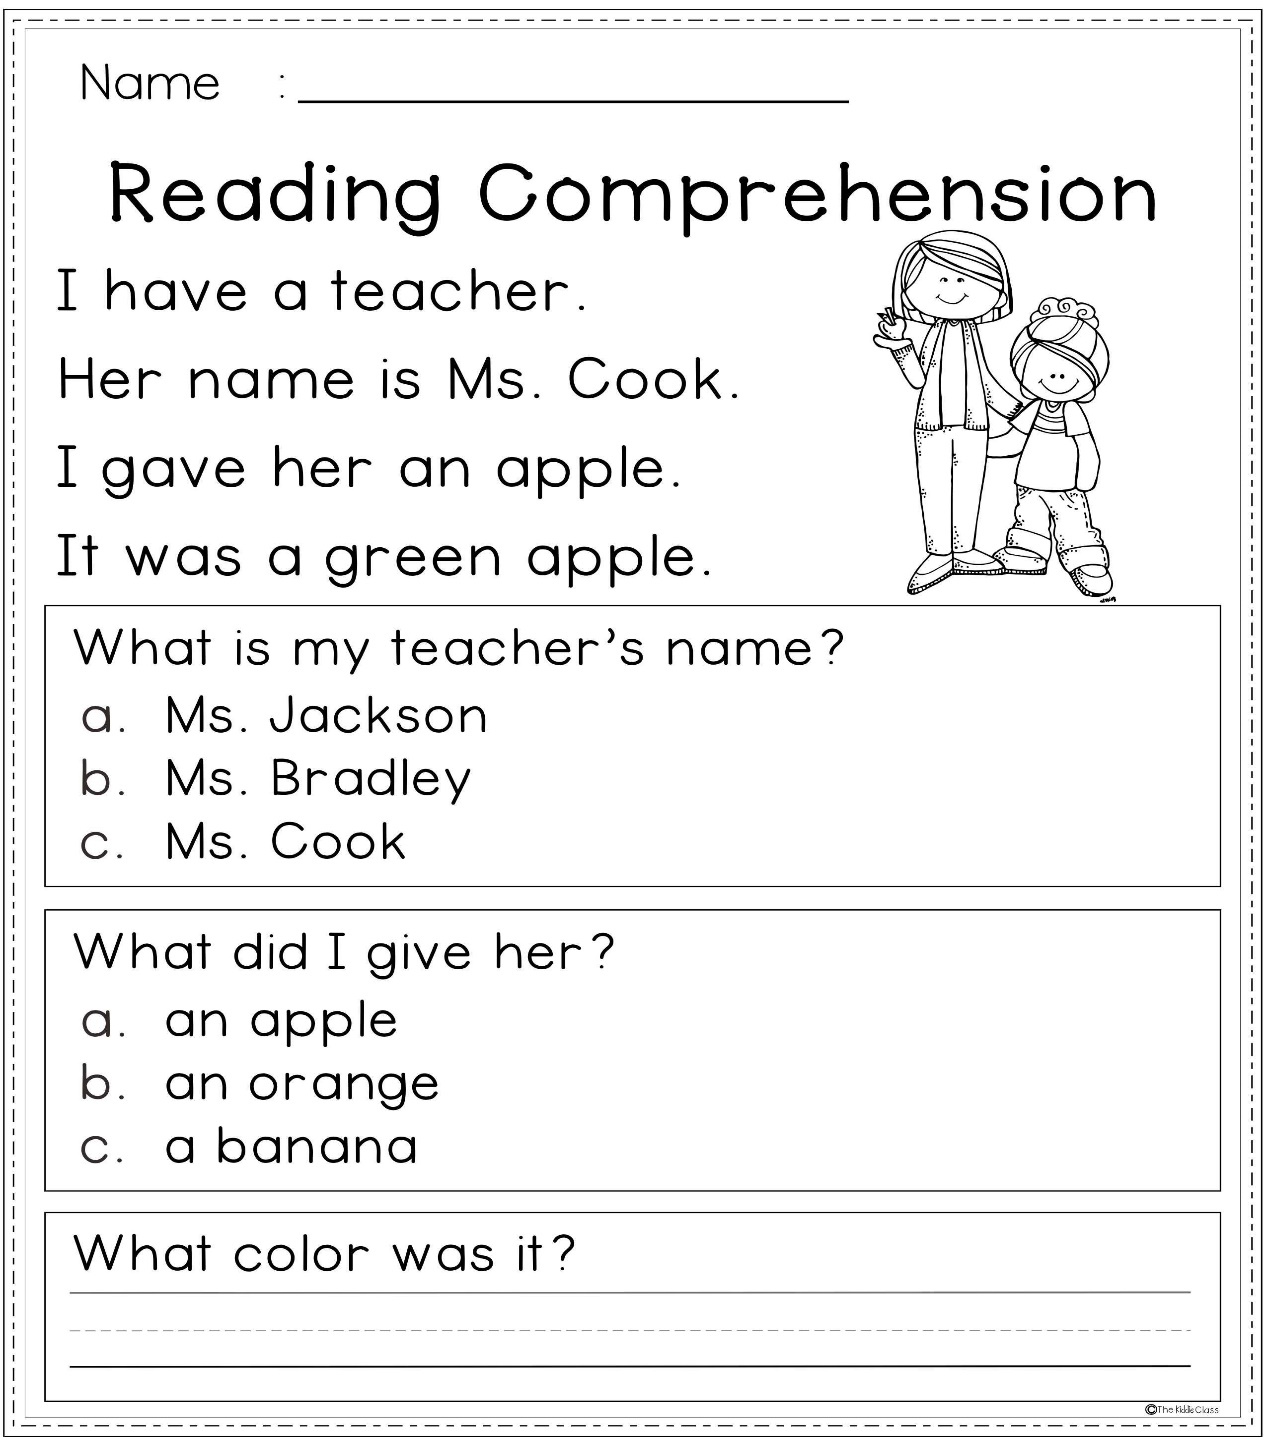 Name : 
Reading Comprehension
I have a teacher.
Her name is Ms. Cook.
I gave her an apple.
It was a green apple.
What is my teacher's name?
a. Ms. Jackson
b. Ms. Bradley
c. Ms. Cook
What did I give her?
a. an apple
b. an orange
c. a banana
What color was it?
©The Kiddie Class